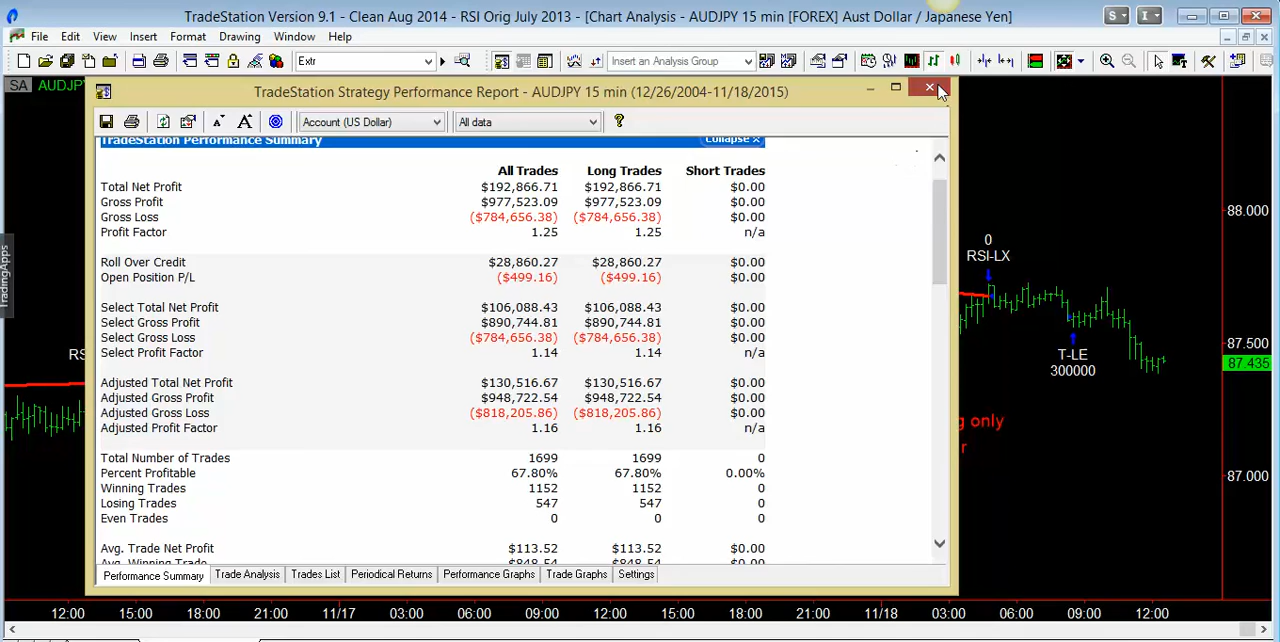 TradeStation Version 9.1 - Clean Aug 2014 - RSI Orig July 2013 - [Chart Analysis - AUDJPY 15 min [FOREX] Aust Dollar / Japanese Yen]
S I
File Edit View Insert Format Drawing Window Help
Extr Insert an Analysis Group
SA AUDJP
TradeStation Strategy Performance Report - AUDJPY 15 min (12/26/2004-11/18/2015)
Account (US Dollar) All data
TradeStation Performance Summary Collapse
All Trades Long Trades Short Trades
Total Net Profit $192,866.71 $192,866.71 $0.00
Gross Profit $977,523.09 $977,523.09 $0.00
Gross Loss ($784,656.38) ($784,656.38) $0.00
Profit Factor 1.25 1.25 n/a
Roll Over Credit $28,860.27 $28,860.27 $0.00
Open Position P/L ($499.16) ($499.16) $0.00
Select Total Net Profit $106,088.43 $106,088.43 $0.00
Select Gross Profit $890,744.81 $890,744.81 $0.00
Select Gross Loss ($784,656.38) ($784,656.38) $0.00
Select Profit Factor 1.14 1.14 n/a
Adjusted Total Net Profit $130,516.67 $130,516.67 $0.00
Adjusted Gross Profit $948,722.54 $948,722.54 $0.00
Adjusted Gross Loss ($818,205.86) ($818,205.86) $0.00
Adjusted Profit Factor 1.16 1.16 n/a
Total Number of Trades 1699 1699 0
Percent Profitable 67.80% 67.80% 0.00%
Winning Trades 1152 1152 0
Losing Trades 547 547 0
Even Trades 0 0 0
Avg. Trade Net Profit $113.52 $113.52 $0.00
Avg. Winning Trade $848.54 $848.54 $0.00
Performance Summary Trade Analysis Trades List Periodical Returns Performance Graphs Trade Graphs Settings
TradingApps
RS
0
RSI-LX
T-LE
300000
g only
r
88.000
87.500
87.435
87.000
12:00 15:00 18:00 21:00 11/17 03:00 06:00 09:00 12:00 15:00 18:00 21:00 11/18 03:00 06:00 09:00 12:00